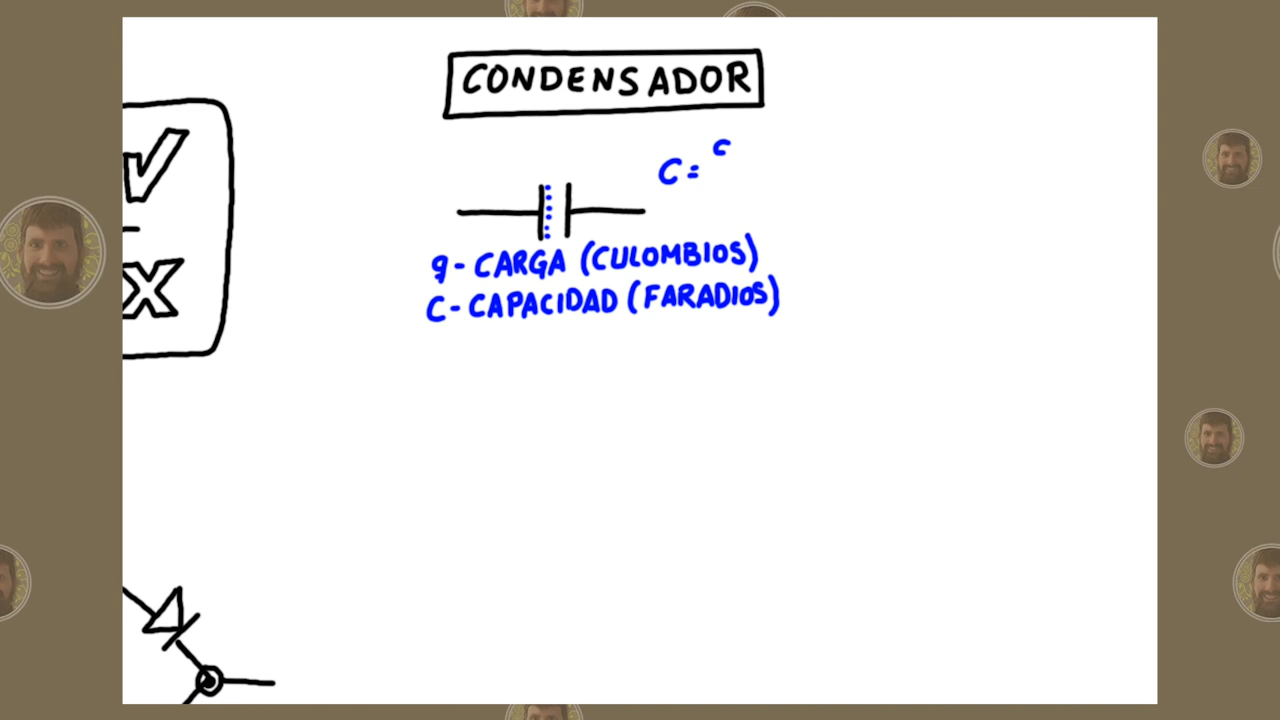 CONDENSADOR
C =
q - CARGA (CULOMBIOS)
C - CAPACIDAD (FARADIOS)